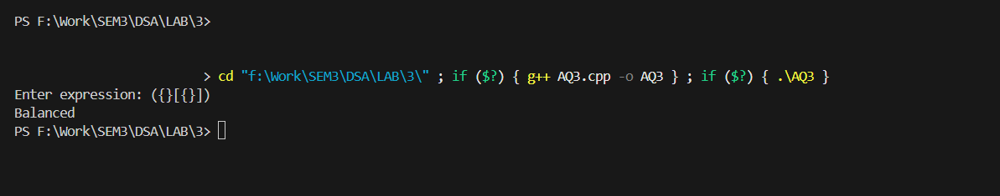 PS F:\Work\SEM3\DSA\LAB\3>
> cd "f:\Work\SEM3\DSA\LAB\3\" ; if ($?) { g++ AQ3.cpp -o AQ3 } ; if ($?) { .\AQ3 }
Enter expression: ({}[{}])
Balanced
PS F:\Work\SEM3\DSA\LAB\3>